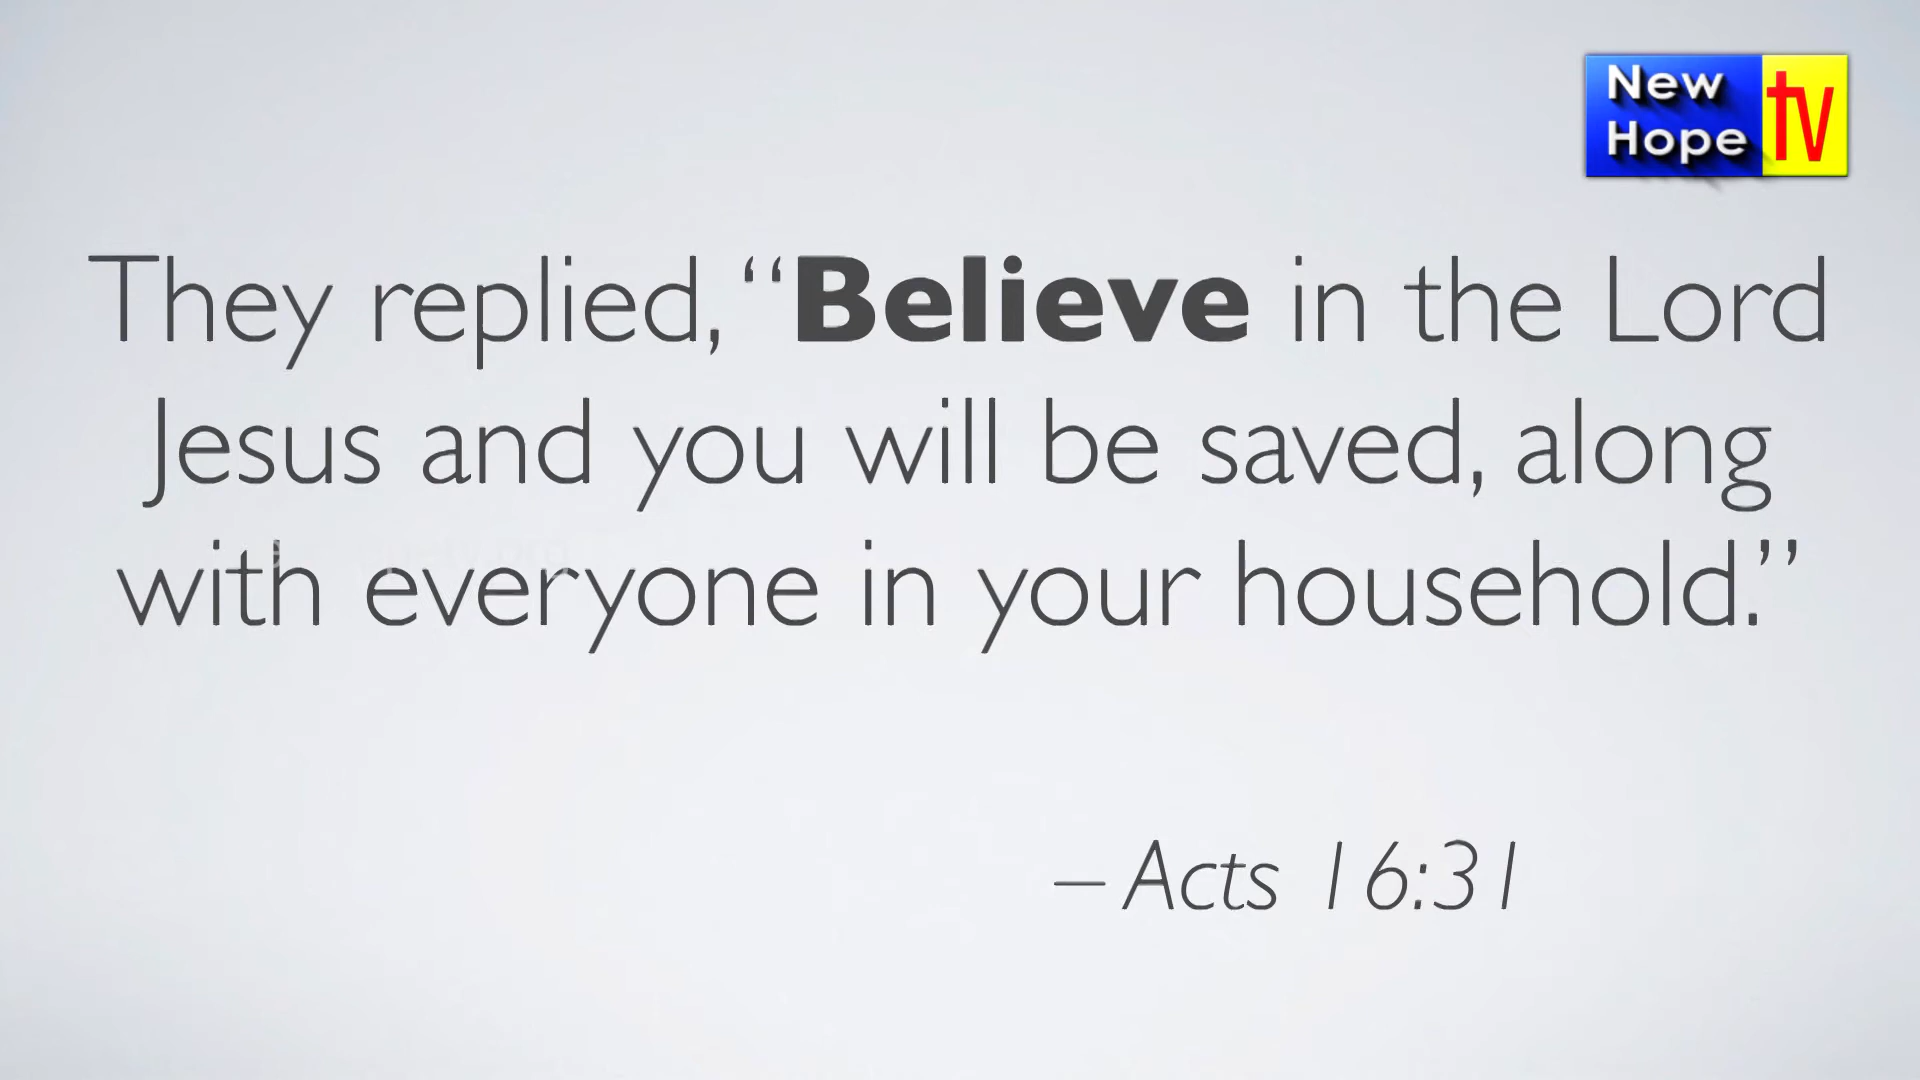 New
Hope
tv
They replied, “Believe in the Lord
Jesus and you will be saved, along
with everyone in your household.”
– Acts 16:31